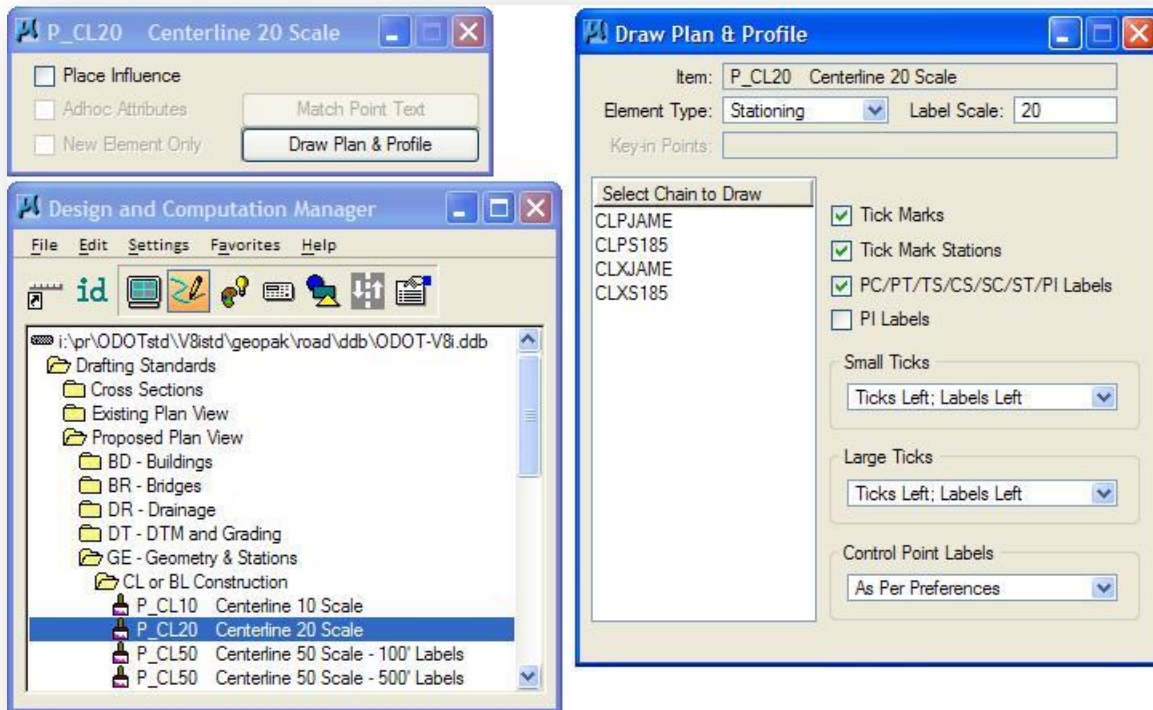 P_CL20 Centerline 20 Scale
Place Influence
Adhoc Attributes
Match Point Text
New Element Only
Draw Plan & Profile
Design and Computation Manager
File Edit Settings Favorites Help
id
i:\pr\ODOTstd\V8istd\geopak\road\ddb\ODOT-V8i.ddb
Drafting Standards
Cross Sections
Existing Plan View
Proposed Plan View
BD - Buildings
BR - Bridges
DR - Drainage
DT - DTM and Grading
GE - Geometry & Stations
CL or BL Construction
P_CL10 Centerline 10 Scale
P_CL20 Centerline 20 Scale
P_CL50 Centerline 50 Scale - 100' Labels
P_CL50 Centerline 50 Scale - 500' Labels
Draw Plan & Profile
Item: P_CL20 Centerline 20 Scale
Element Type: Stationing Label Scale: 20
Key-in Points:
Select Chain to Draw
CLPJAME
CLPS185
CLXJAME
CLXS185
Tick Marks
Tick Mark Stations
PC/PT/TS/CS/SC/ST/PI Labels
PI Labels
Small Ticks
Ticks Left; Labels Left
Large Ticks
Ticks Left; Labels Left
Control Point Labels
As Per Preferences